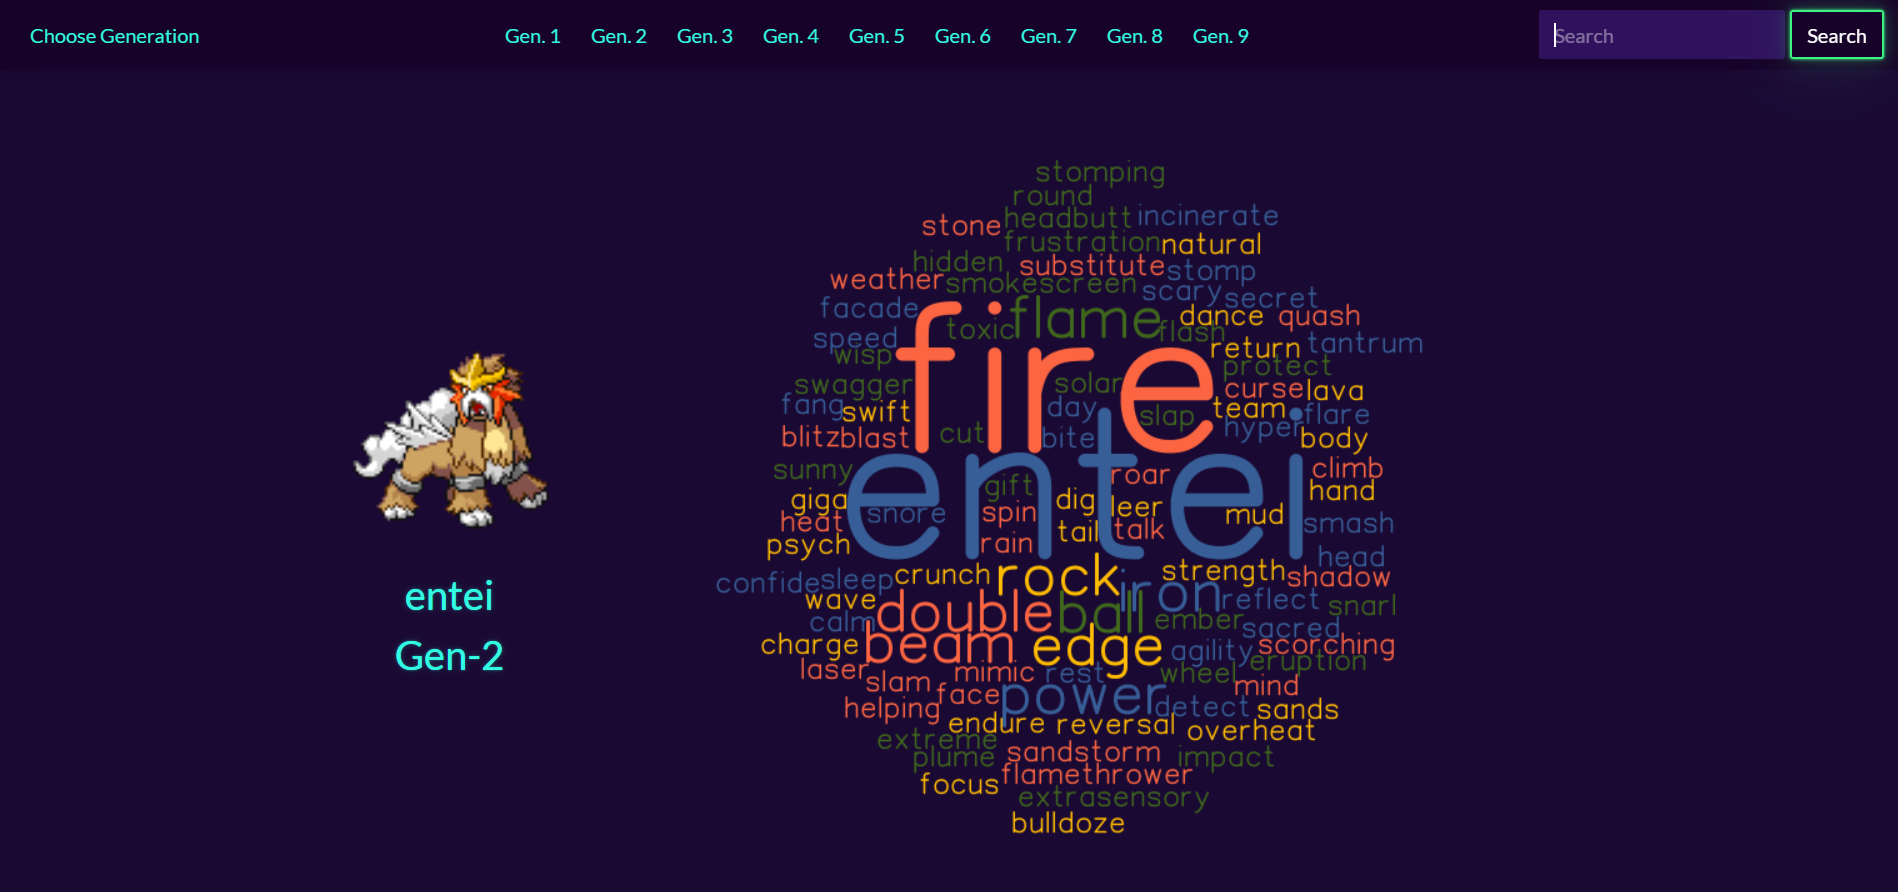 Choose Generation Gen. 1 Gen. 2 Gen. 3 Gen. 4 Gen. 5 Gen. 6 Gen. 7 Gen. 8 Gen. 9 Search Search
entei
Gen-2
stomping
round
stone headbutt incinerate
frustration natural
hidden substitute stomp
weather smokescreen scary secret
facade fire flame dance quash
speed toxic flash tantrum
wisp return protect
swagger solar curse lava
fang swift day slap team flare
blitz blast cut bite hyper body
sunny entei roar climb
giga gift dig leer hand
heat snore spin mud smash
psych rain tail talk head
confide sleep crunch rock iron strength shadow
wave double ball reflect snarl
calm ember sacred
charge beam edge agility scorching
laser mimic rest wheel eruption
slam face power mind
helping detect sands
endure reversal overheat
extreme sandstorm impact
plume flamethrower
focus extrasensory
bulldoze